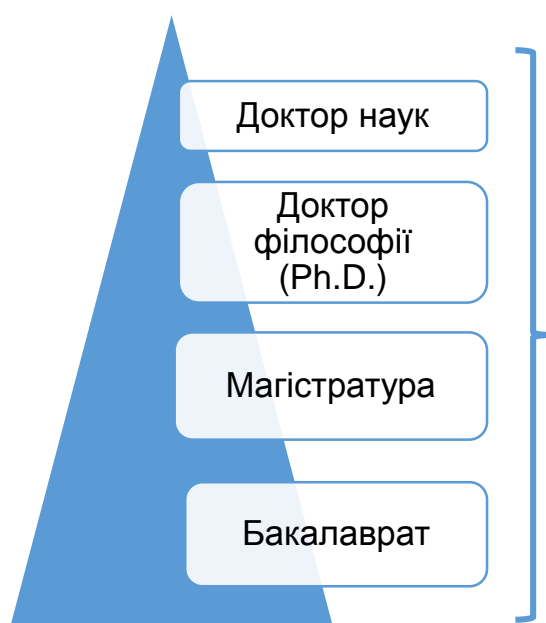 Доктор наук
Доктор
філософії
(Ph.D.)
Магістратура
Бакалаврат